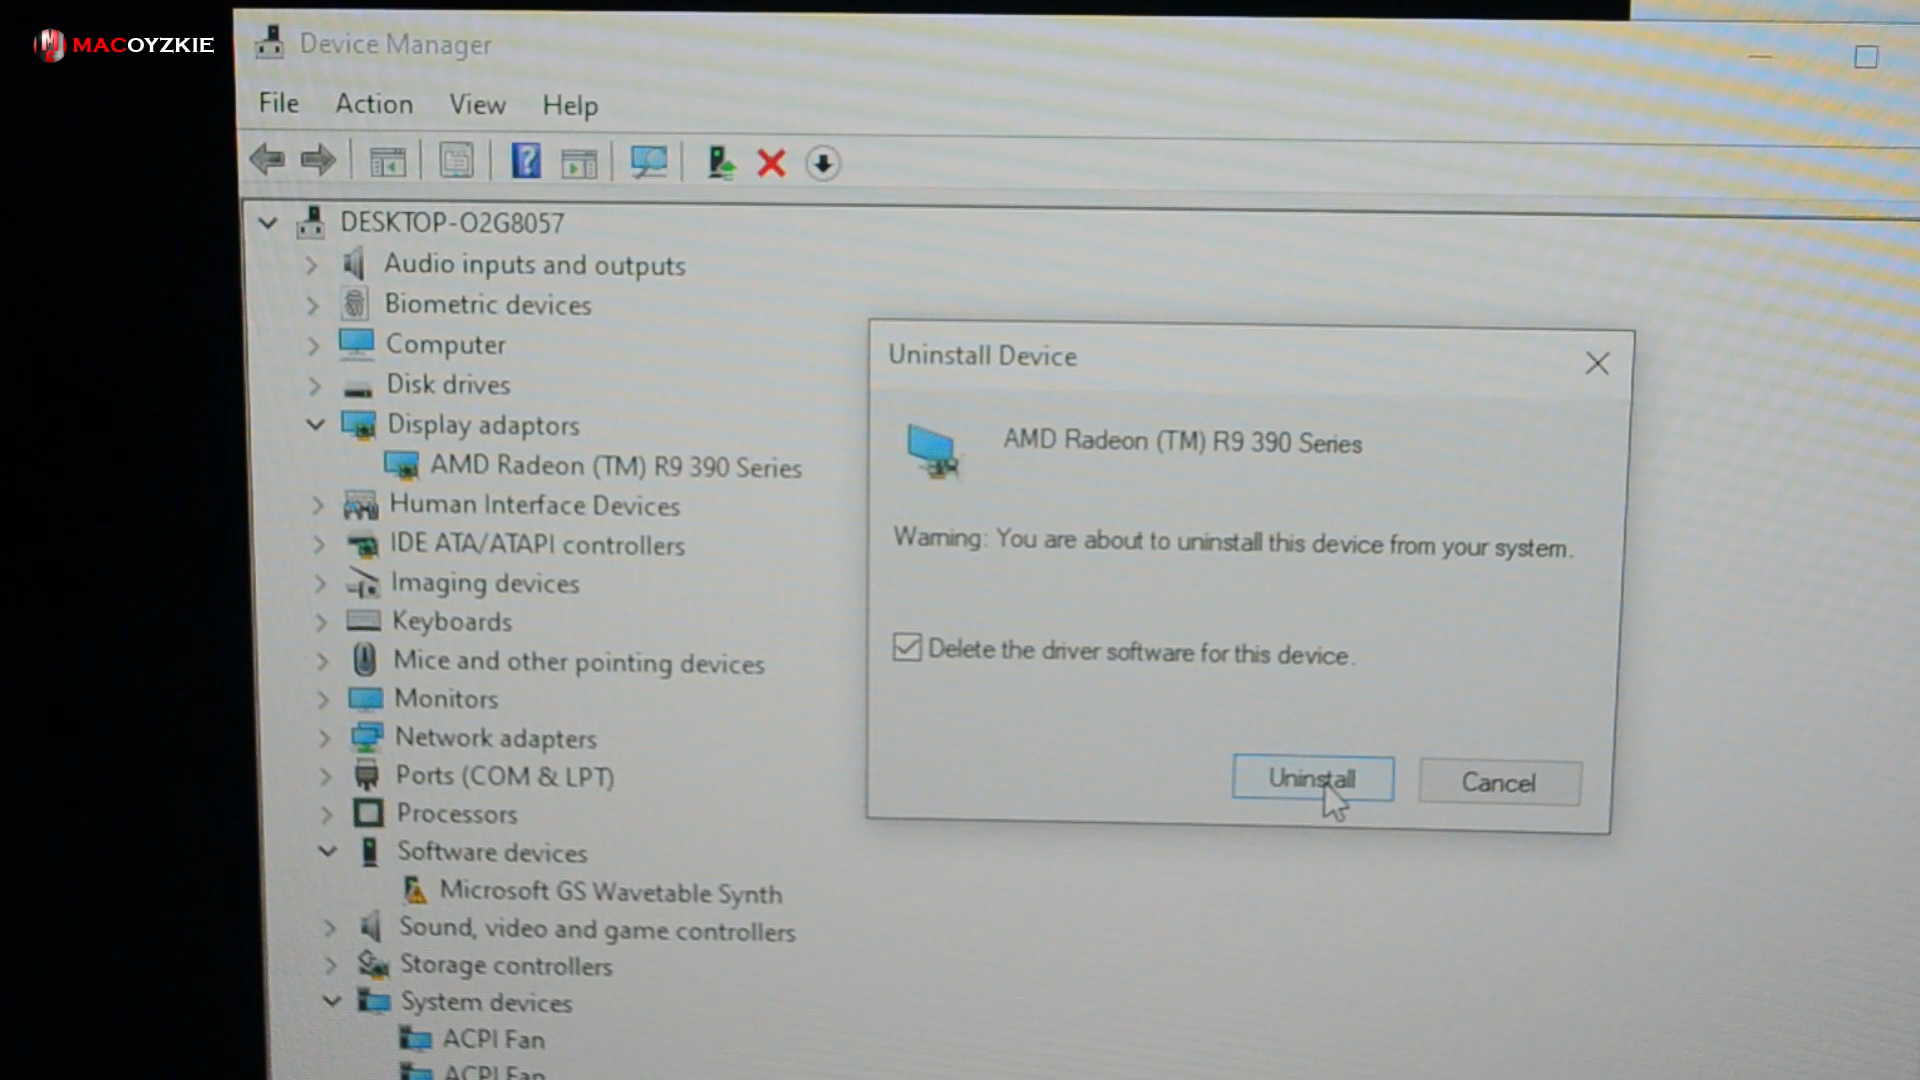 MACOYZKIE
Device Manager
File Action View Help
DESKTOP-O2G8057
Audio inputs and outputs
Biometric devices
Computer
Disk drives
Display adaptors
AMD Radeon (TM) R9 390 Series
Human Interface Devices
IDE ATA/ATAPI controllers
Imaging devices
Keyboards
Mice and other pointing devices
Monitors
Network adapters
Ports (COM & LPT)
Processors
Software devices
Microsoft GS Wavetable Synth
Sound, video and game controllers
Storage controllers
System devices
ACPI Fan
ACPI Fan
Uninstall Device
AMD Radeon (TM) R9 390 Series
Warning: You are about to uninstall this device from your system.
Delete the driver software for this device.
Uninstall
Cancel